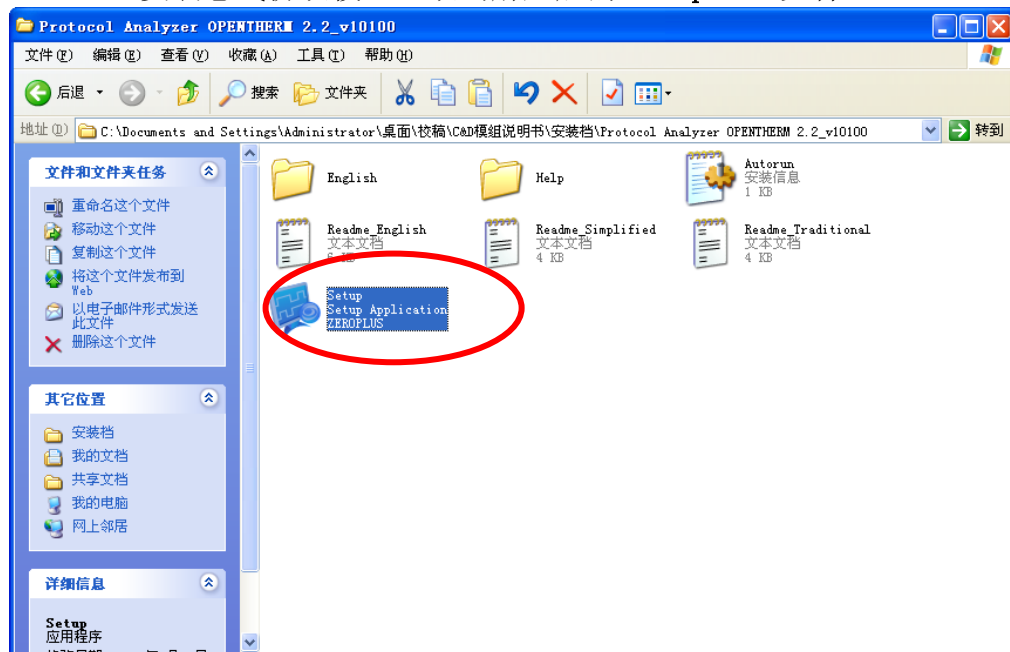 Protocol Analyzer OPENTHERM 2.2_v10100
文件(F) 编辑(E) 查看(V) 收藏(A) 工具(T) 帮助(H)
后退 搜索 文件夹
地址(D) C:\Documents and Settings\Administrator\桌面\校稿\C&D模组说明书\安装档\Protocol Analyzer OPENTHERM 2.2_v10100 转到
文件和文件夹任务
重命名这个文件
移动这个文件
复制这个文件
将这个文件发布到
Web
以电子邮件形式发送
此文件
删除这个文件
其它位置
安装档
我的文档
共享文档
我的电脑
网上邻居
详细信息
Setup
应用程序
English
Help
Autorun
安装信息
1 KB
Readme_English
文本文档
6 KB
Readme_Simplified
文本文档
4 KB
Readme_Traditional
文本文档
4 KB
Setup
Setup Application
ZEROPLUS